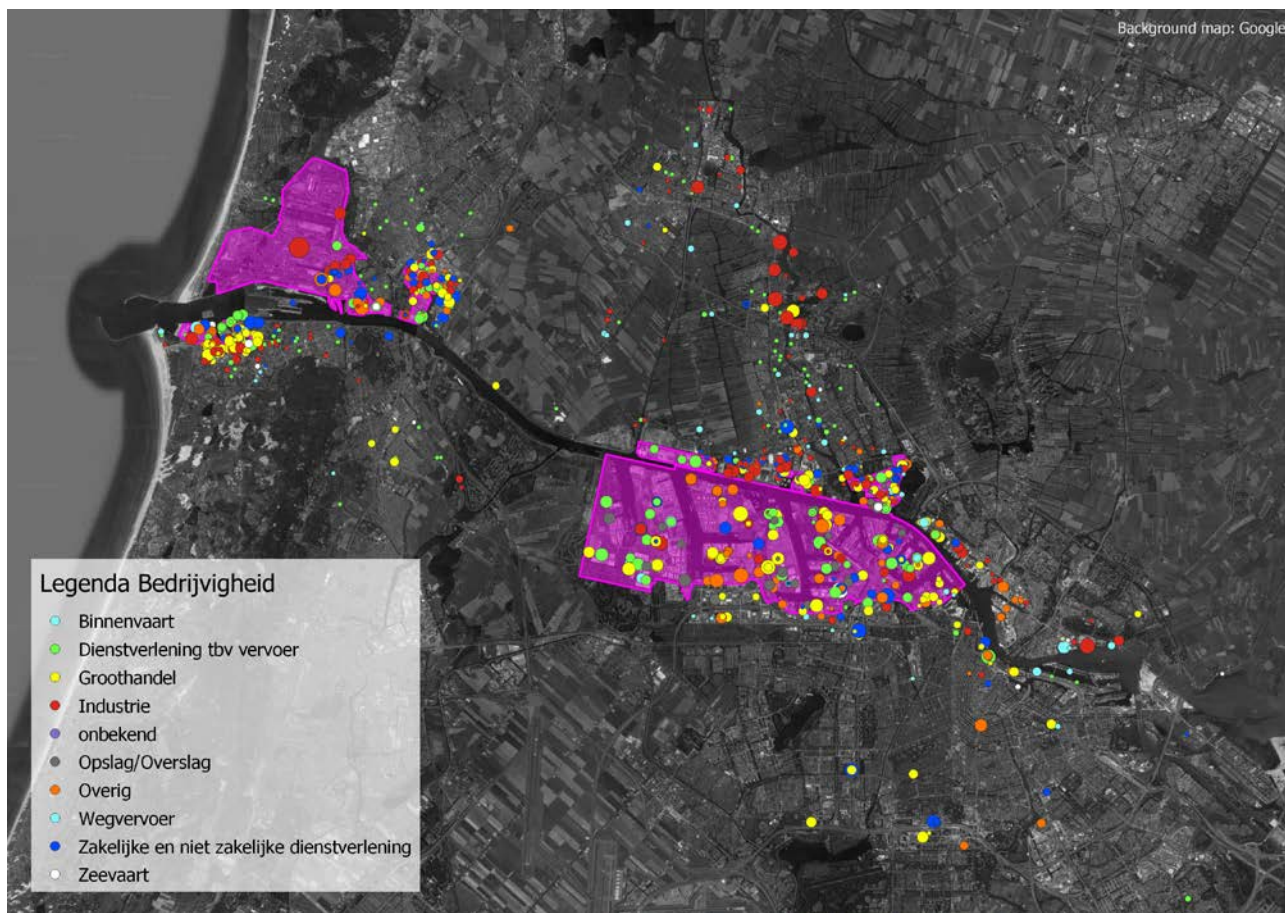 Background map: Google
Legenda Bedrijvigheid
Binnenvaart
Dienstverlening tbv vervoer
Groothandel
Industrie
onbekend
Opslag/Overslag
Overig
Wegvervoer
Zakelijke en niet zakelijke dienstverlening
Zeevaart